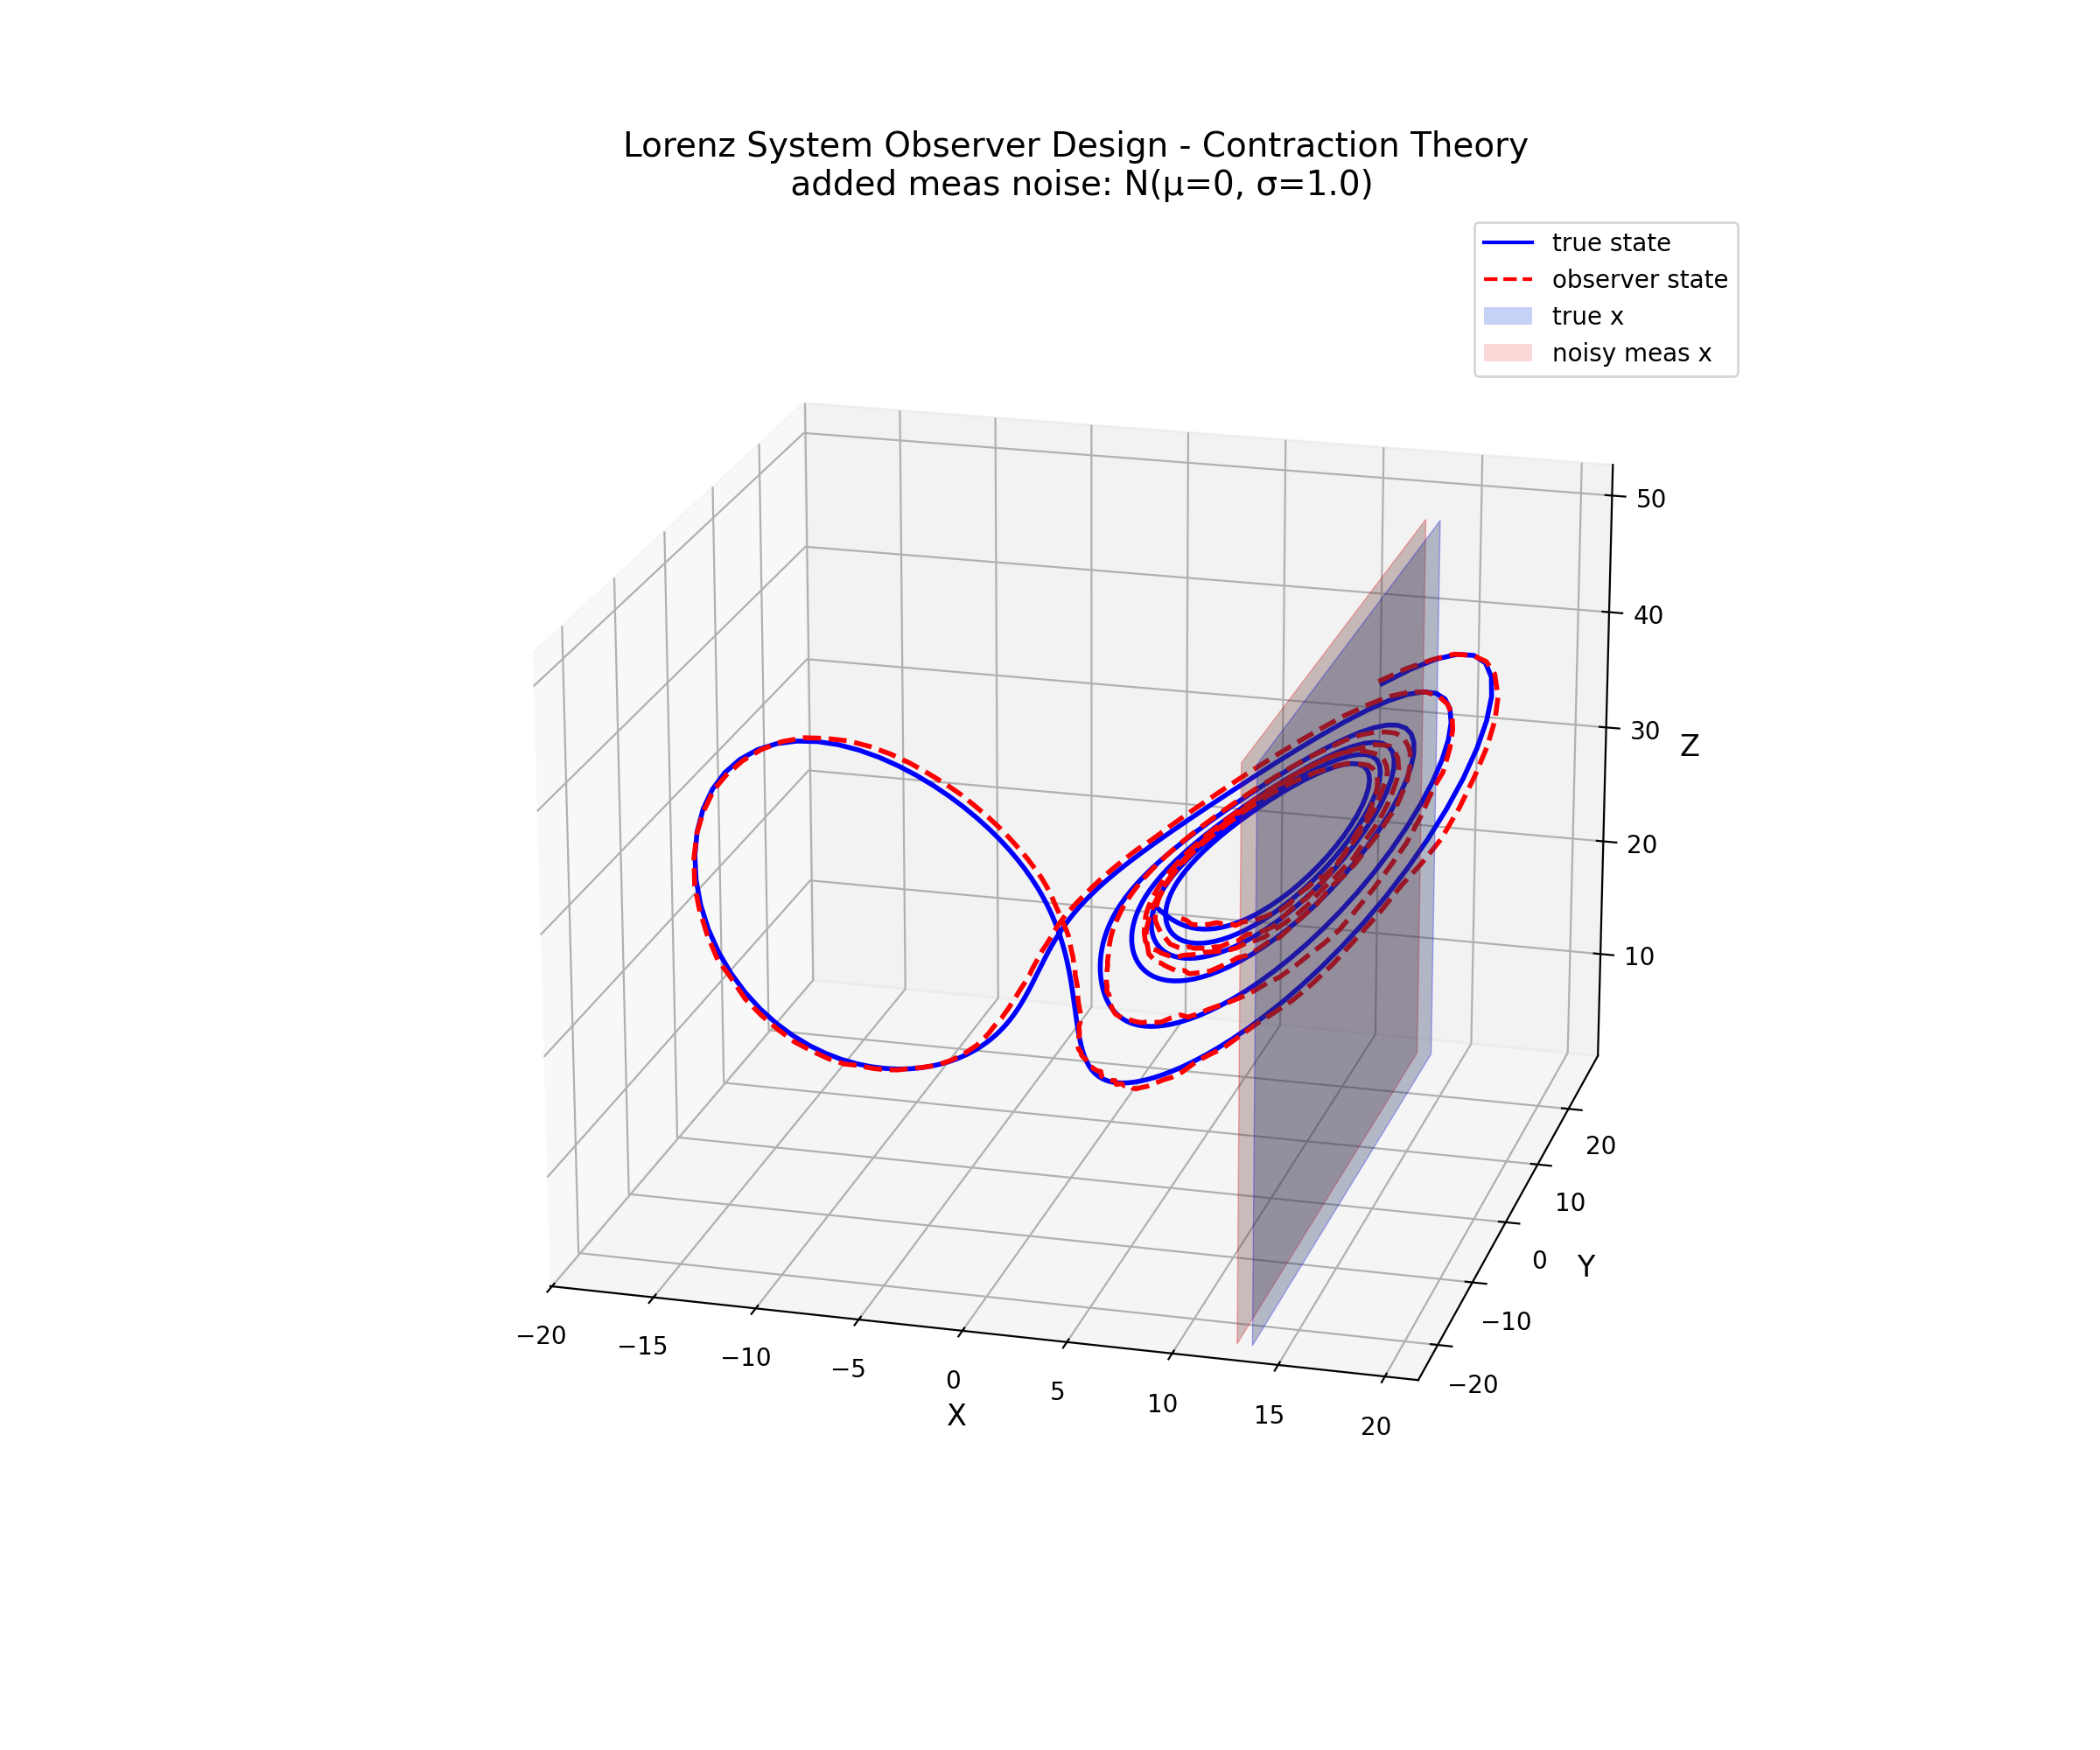 Lorenz System Observer Design - Contraction Theory
added meas noise: N(μ=0, σ=1.0)
true state
observer state
true x
noisy meas x
50
40
30
Z
20
10
20
10
0
Y
−10
−20
−20
−15
−10
−5
0
5
10
15
20
X